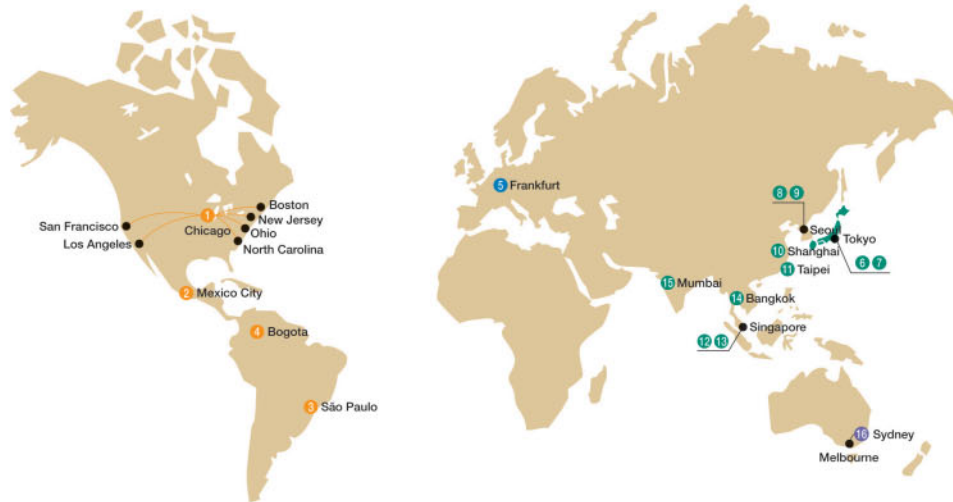 Boston
1
New Jersey
San Francisco
Chicago
Ohio
Los Angeles
North Carolina
2 Mexico City
4 Bogota
3 São Paulo
5 Frankfurt
8 9
Seoul
Tokyo
10 Shanghai
6 7
11 Taipei
15 Mumbai
14 Bangkok
Singapore
12 13
16 Sydney
Melbourne